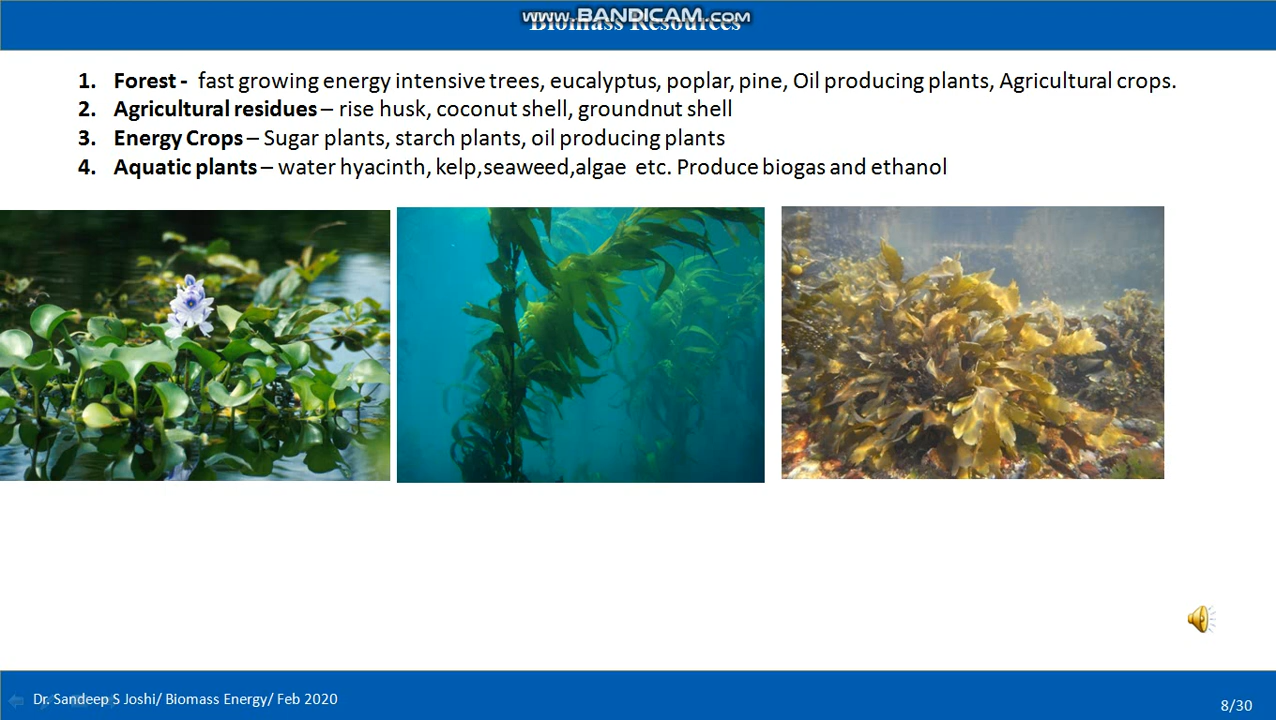 WWW.BANDICAM.COM
Biomass Resources
1. Forest - fast growing energy intensive trees, eucalyptus, poplar, pine, Oil producing plants, Agricultural crops.
2. Agricultural residues – rise husk, coconut shell, groundnut shell
3. Energy Crops – Sugar plants, starch plants, oil producing plants
4. Aquatic plants – water hyacinth, kelp,seaweed,algae etc. Produce biogas and ethanol
Dr. Sandeep S Joshi/ Biomass Energy/ Feb 2020
8/30